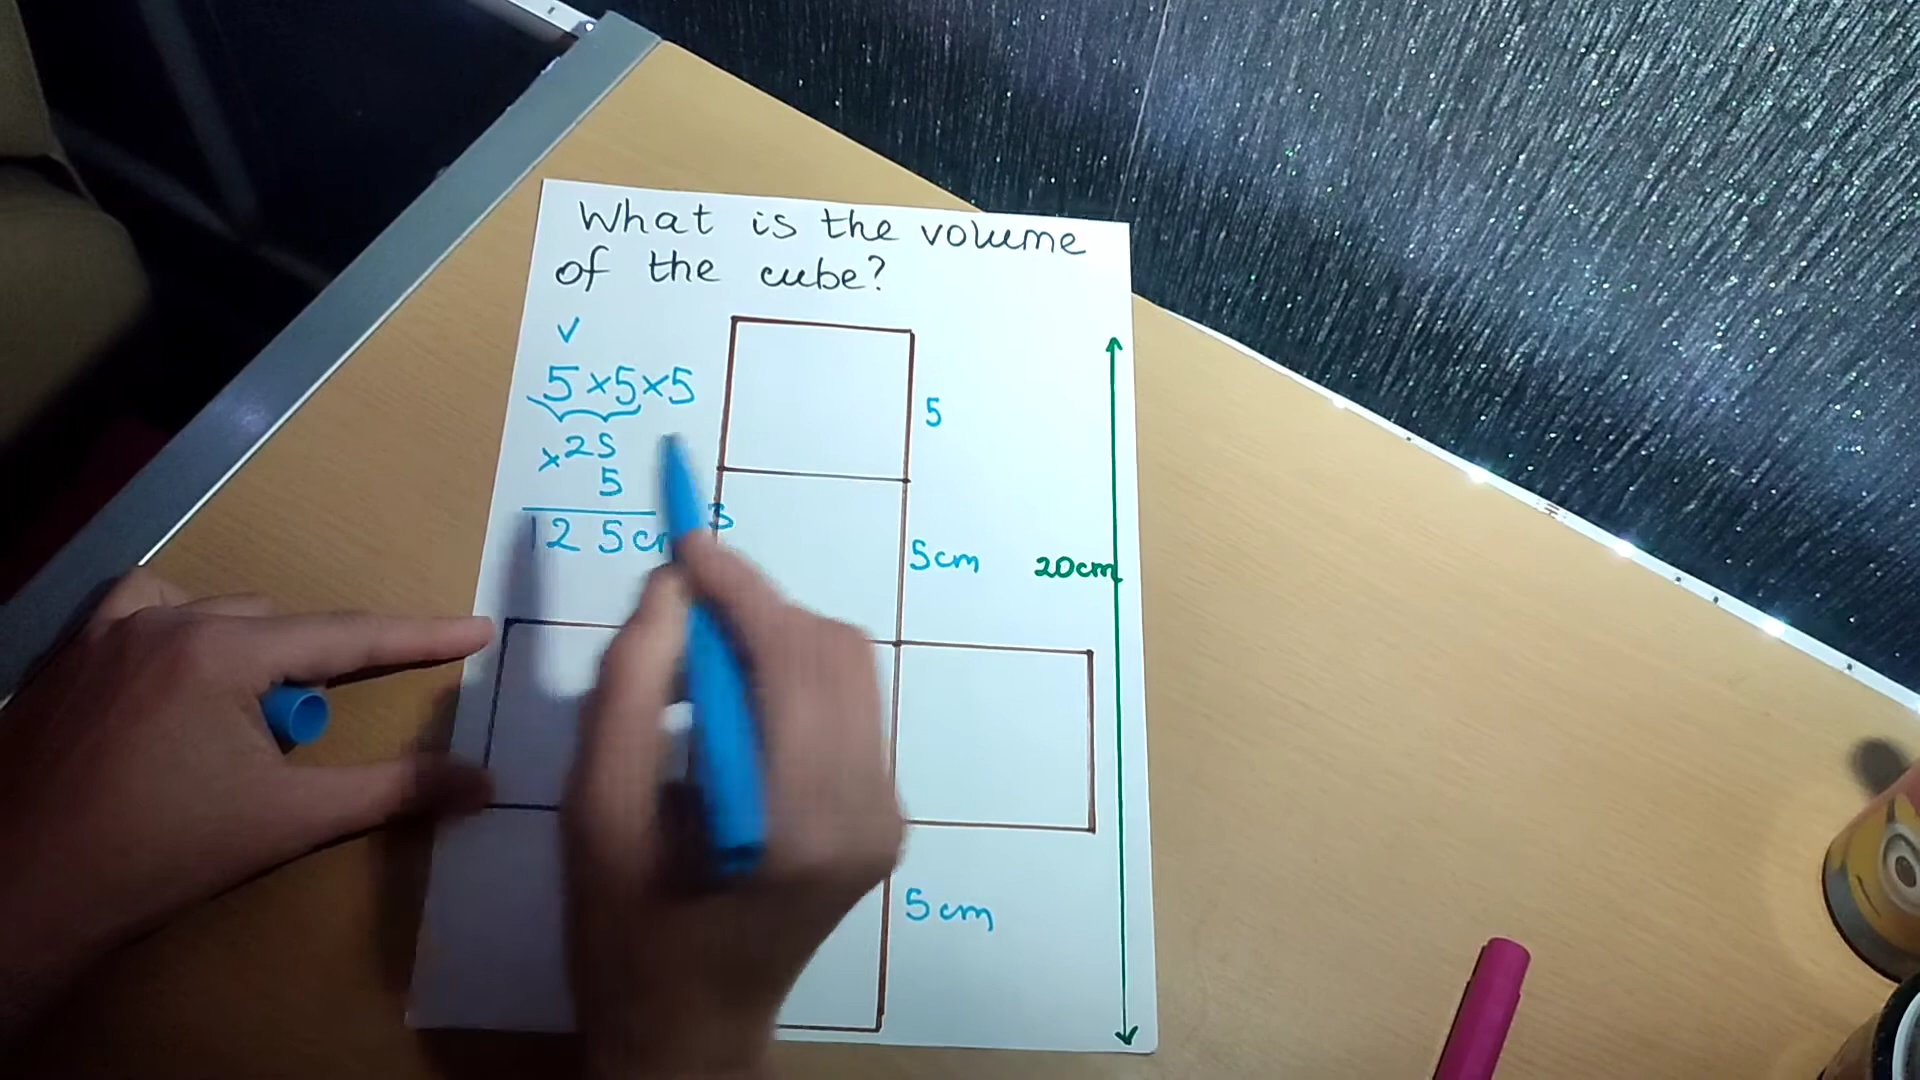 What is the volume
of the cube?
V
5×5×5
×25
5
125cm³
5
5cm
20cm
5cm